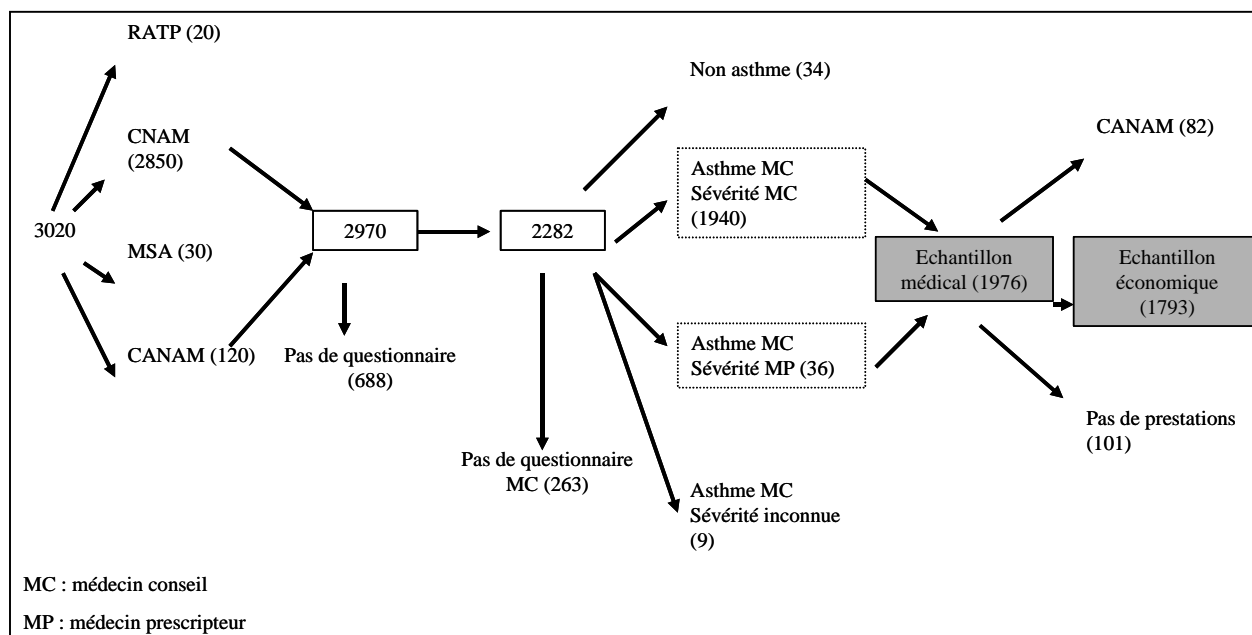 RATP (20)
CNAM
(2850)
3020
MSA (30)
CANAM (120)
2970
Pas de questionnaire
(688)
2282
Pas de questionnaire
MC (263)
Non asthme (34)
Asthme MC
Sévérité MC
(1940)
Asthme MC
Sévérité MP (36)
Asthme MC
Sévérité inconnue
(9)
Echantillon
médical (1976)
CANAM (82)
Echantillon
économique
(1793)
Pas de prestations
(101)
MC : médecin conseil
MP : médecin prescripteur